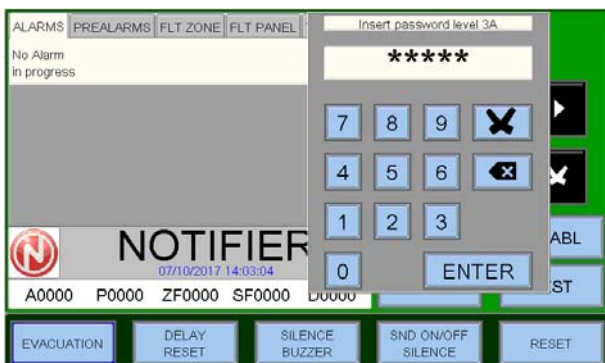 ALARMS PREALARMS FLT ZONE FLT PANEL
Insert password level 3A
No Alarm
in progress
*****
7 8 9
4 5 6
1 2 3
0 ENTER
N NOTIFIER
07/10/2017 14:03:04
A0000 P0000 ZF0000 SF0000 D0000
ABL
ST
EVACUATION
DELAY
RESET
SILENCE
BUZZER
SND ON/OFF
SILENCE
RESET